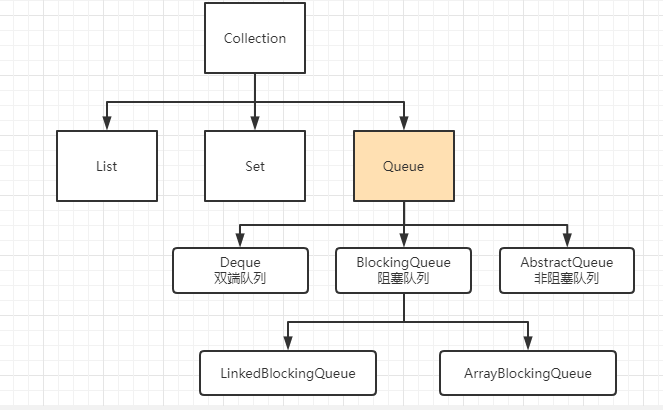 Collection
List
Set
Queue
Deque
双端队列
BlockingQueue
阻塞队列
AbstractQueue
非阻塞队列
LinkedBlockingQueue
ArrayBlockingQueue